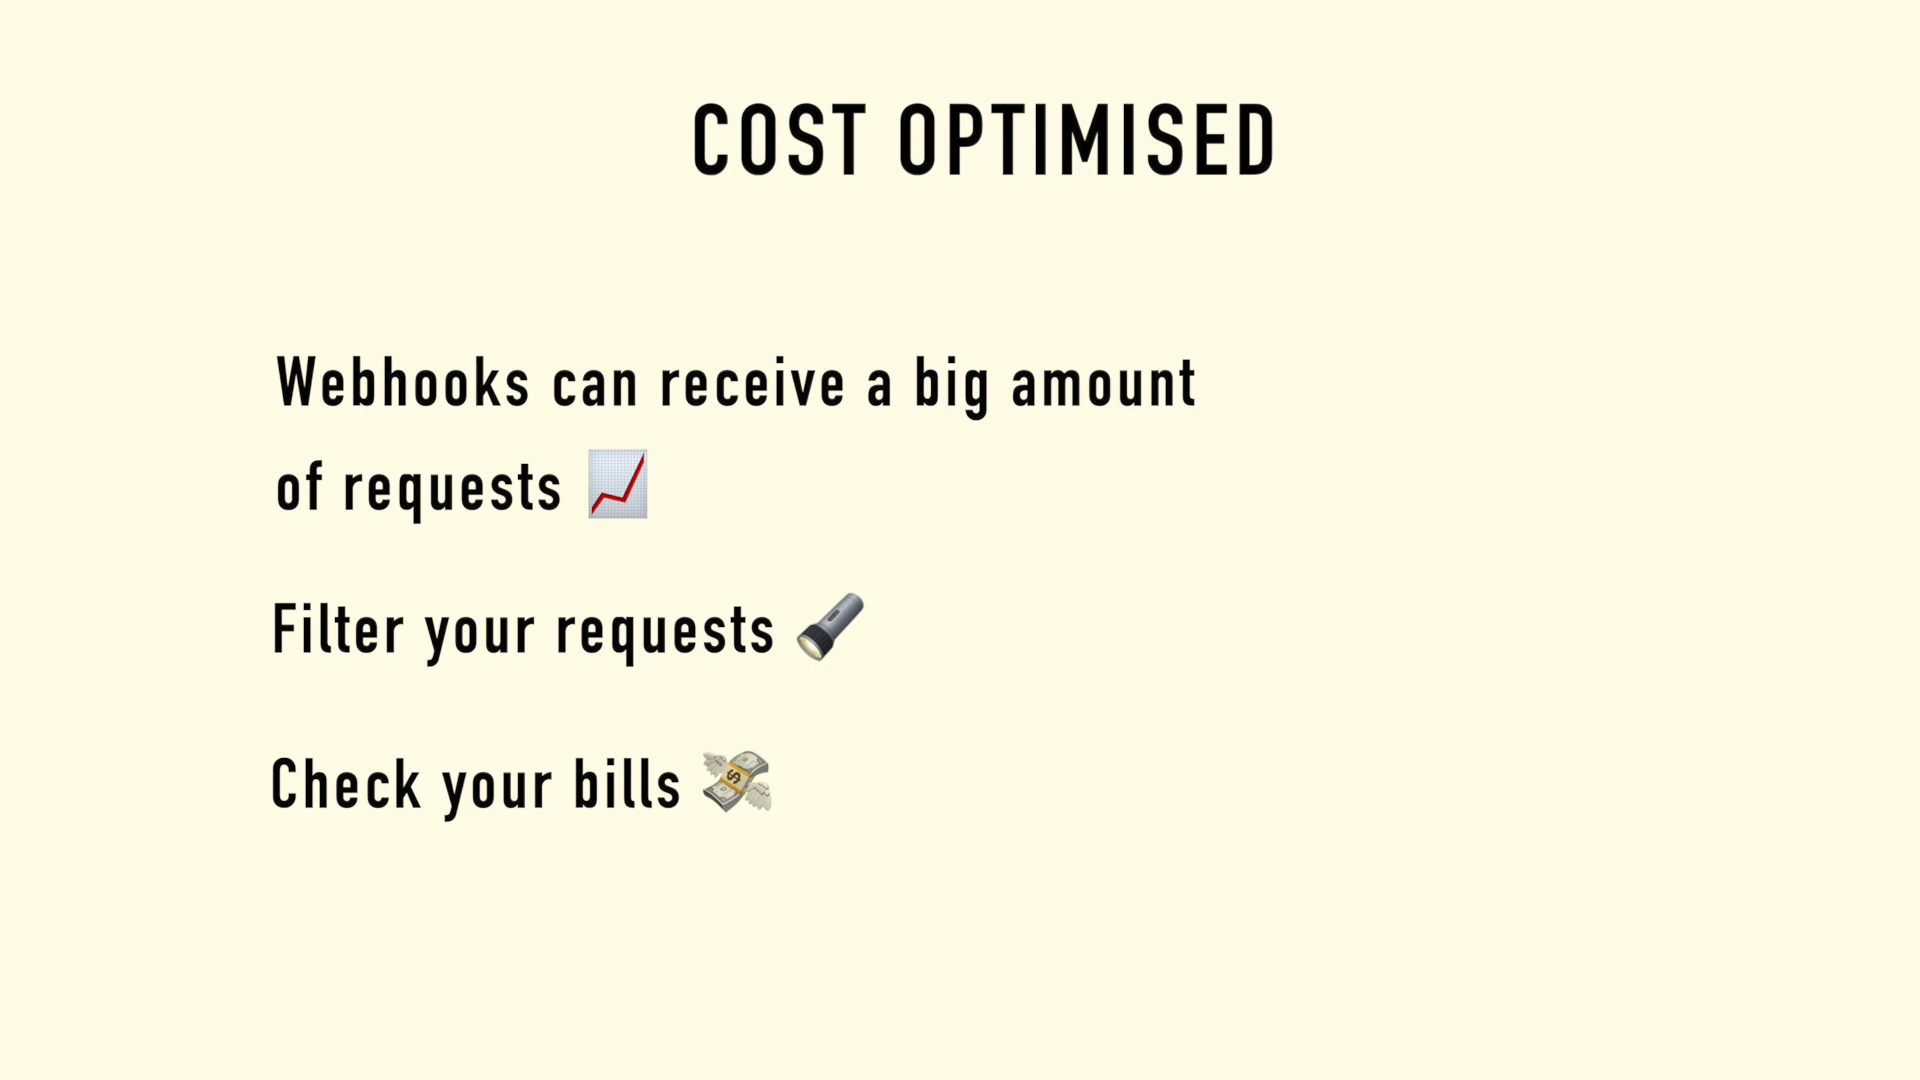 COST OPTIMISED
Webhooks can receive a big amount
of requests 📈
Filter your requests 🔦
Check your bills 💸